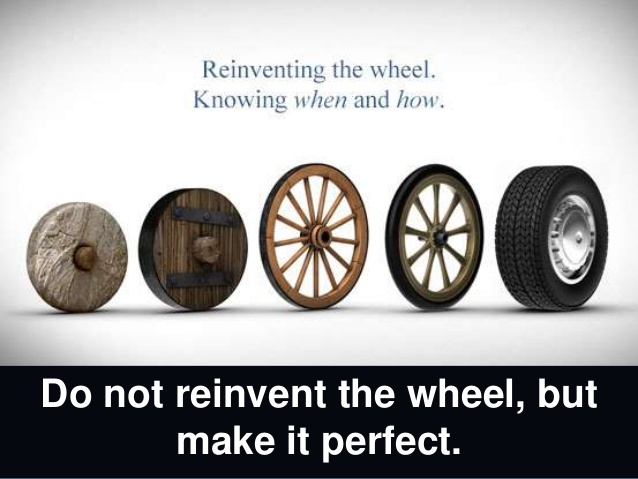 Reinventing the wheel.
Knowing when and how.
Do not reinvent the wheel, but
make it perfect.